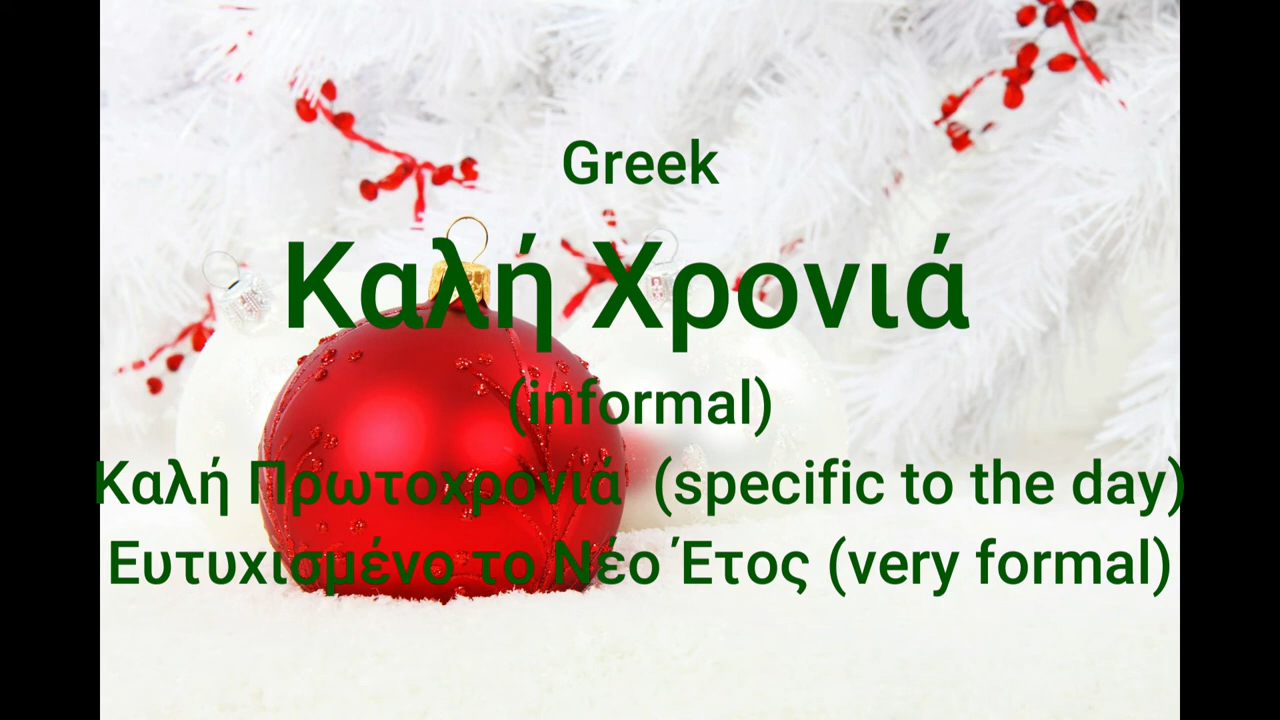 Greek
Καλή Χρονιά
(informal)
Καλή Πρωτοχρονιά (specific to the day)
Ευτυχισμένο το Νέο Έτος (very formal)